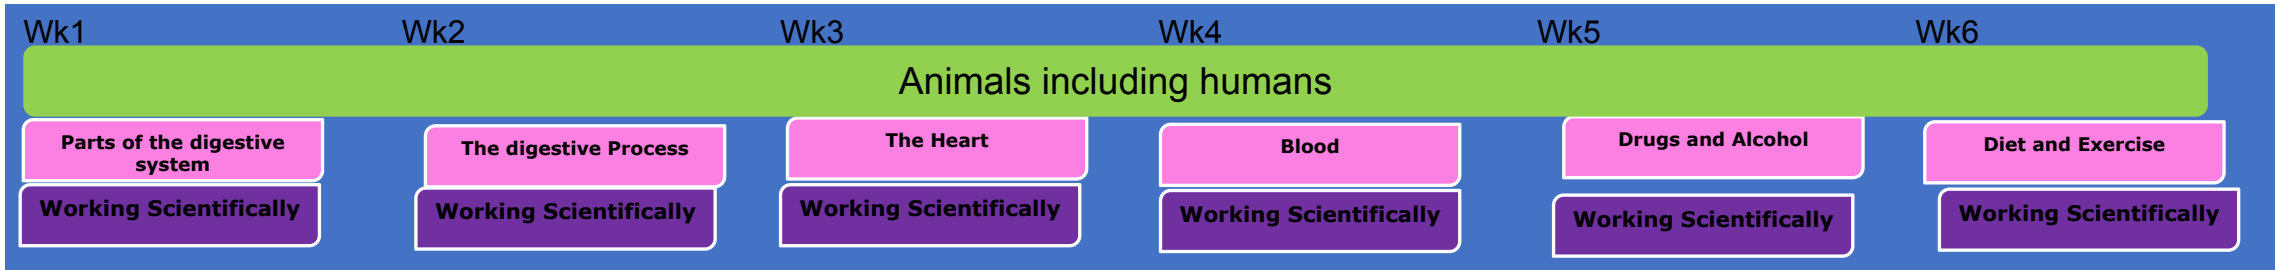 Wk1 Wk2 Wk3 Wk4 Wk5 Wk6
Animals including humans
Parts of the digestive
system
The digestive Process
The Heart
Blood
Drugs and Alcohol
Diet and Exercise
Working Scientifically
Working Scientifically
Working Scientifically
Working Scientifically
Working Scientifically
Working Scientifically